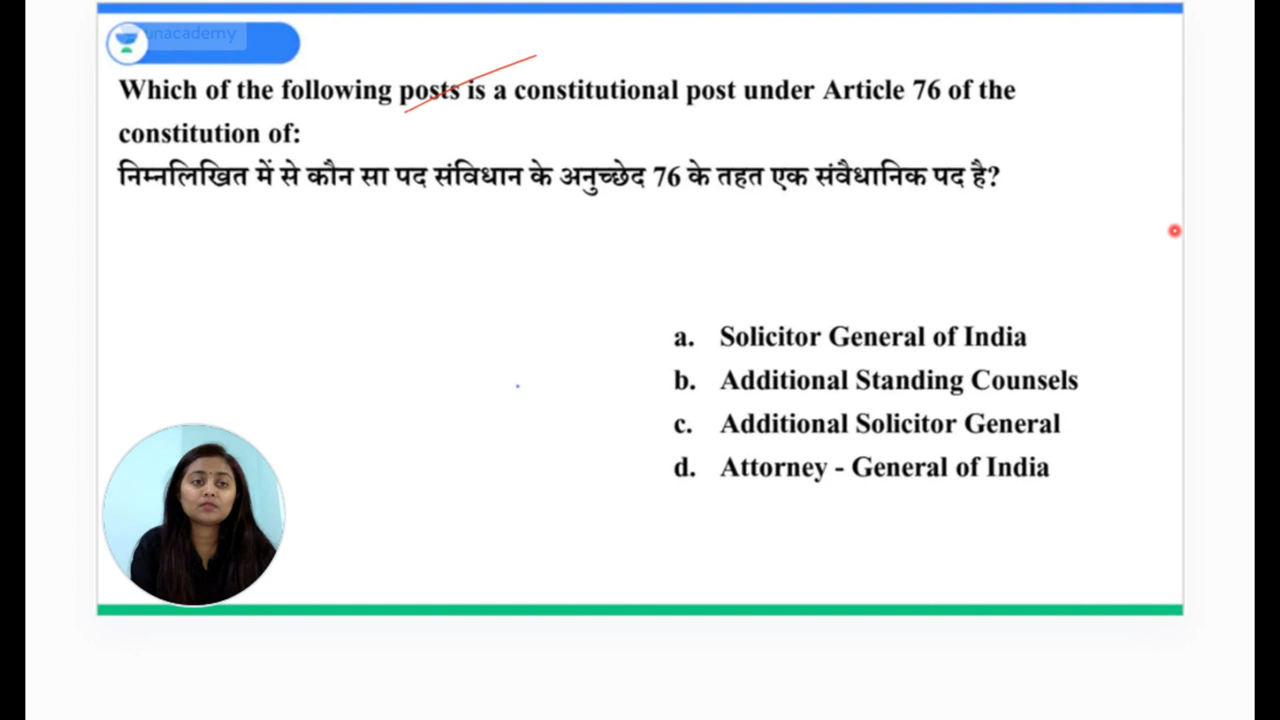 unacademy
Which of the following posts is a constitutional post under Article 76 of the
constitution of:
निम्नलिखित में से कौन सा पद संविधान के अनुच्छेद 76 के तहत एक संवैधानिक पद है?
a. Solicitor General of India
b. Additional Standing Counsels
c. Additional Solicitor General
d. Attorney - General of India